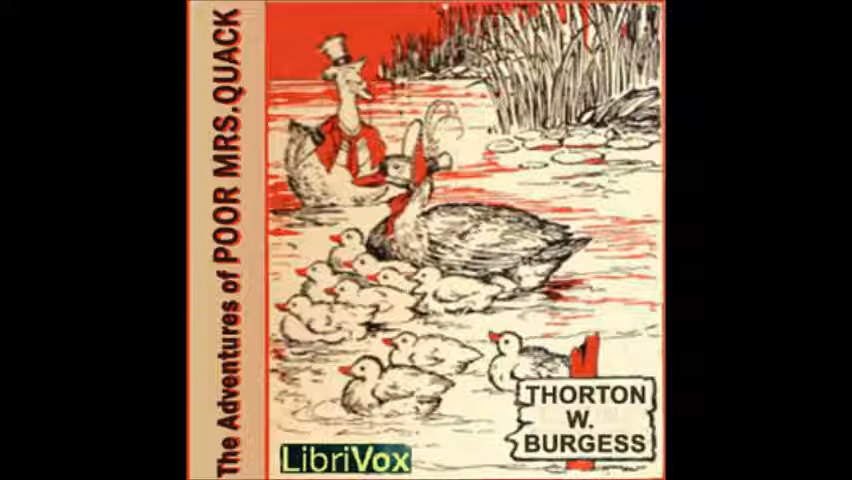 The Adventures of POOR MRS.QUACK
THORTON
W.
BURGESS
LibriVox